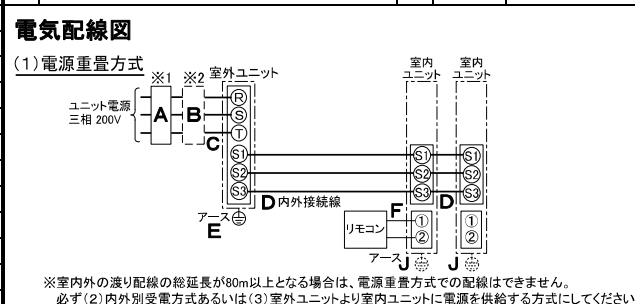 電気配線図
(1)電源重畳方式
※1 ※2 室外ユニット
室内ユニット 室内ユニット
ユニット電源
三相 200V
A B C
R
S
T
S1 S1 S1
S2 S2 S2
S3 S3 S3
D 内外接続線 D
アース
E
リモコン F ① ①
② ②
アース J J
※室内外の渡り配線の総延長が80m以上となる場合は、電源重畳方式での配線はできません。
必ず(2)内外別受電方式あるいは(3)室外ユニットより室内ユニットに電源を供給する方式にしてください